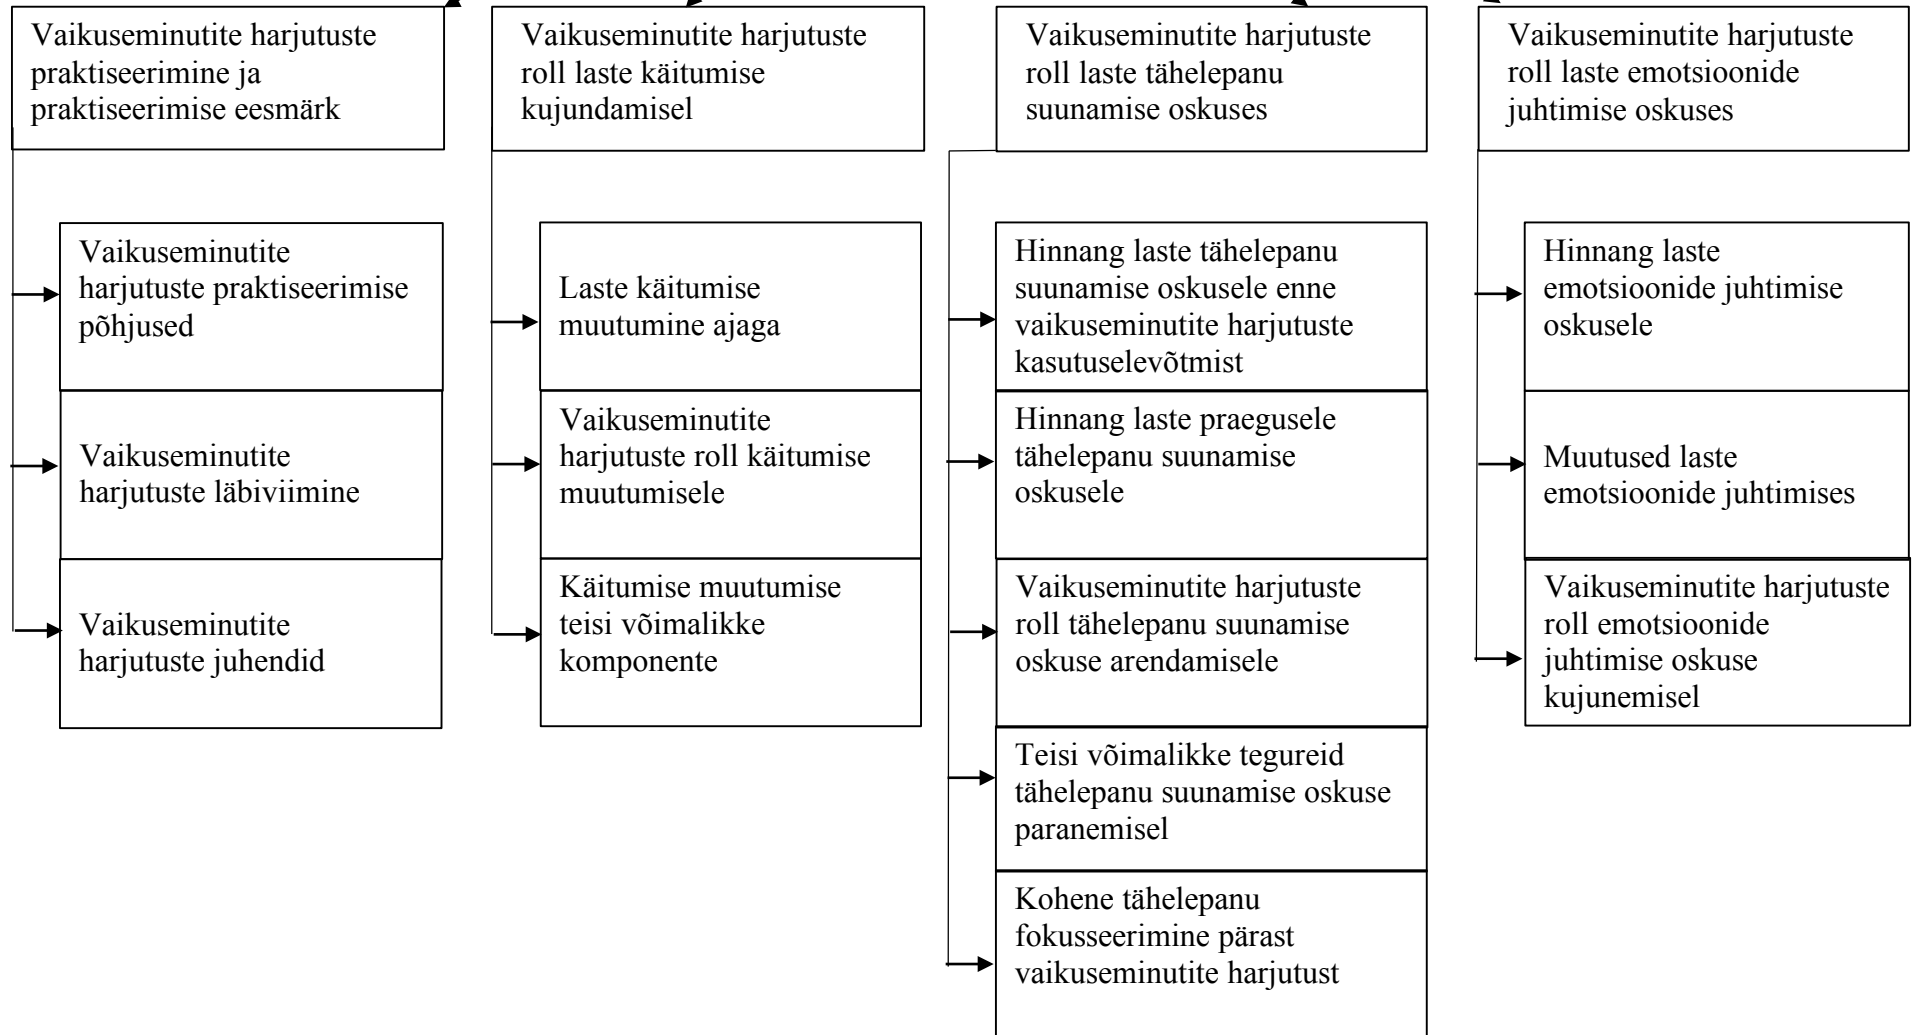 Vaikuseminutite harjutuste
praktiseerimine ja
praktiseerimise eesmärk
Vaikuseminutite
harjutuste praktiseerimise
põhjused
Vaikuseminutite
harjutuste läbiviimine
Vaikuseminutite
harjutuste juhendid
Vaikuseminutite harjutuste
roll laste käitumise
kujundamisel
Laste käitumise
muutumine ajaga
Vaikuseminutite
harjutuste roll käitumise
muutumisele
Käitumise muutumise
teisi võimalikke
komponente
Vaikuseminutite harjutuste
roll laste tähelepanu
suunamise oskuses
Hinnang laste tähelepanu
suunamise oskusele enne
vaikuseminutite harjutuste
kasutuselevõtmist
Hinnang laste praegusele
tähelepanu suunamise
oskusele
Vaikuseminutite harjutuste
roll tähelepanu suunamise
oskuse arendamisele
Teisi võimalikke tegureid
tähelepanu suunamise oskuse
paranemisel
Kohene tähelepanu
fokusseerimine pärast
vaikuseminutite harjutust
Vaikuseminutite harjutuste
roll laste emotsioonide
juhtimise oskuses
Hinnang laste
emotsioonide juhtimise
oskusele
Muutused laste
emotsioonide juhtimises
Vaikuseminutite harjutuste
roll emotsioonide
juhtimise oskuse
kujunemisel